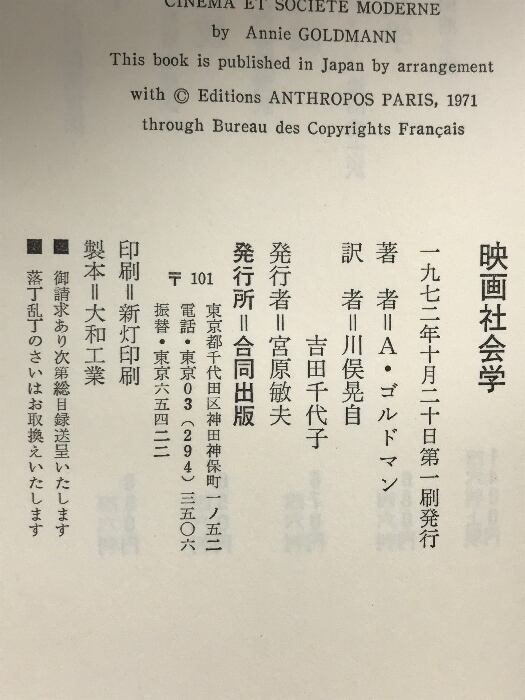 CINEMA ET SOCIETE MODERNE
by Annie GOLDMANN
This book is published in Japan by arrangement
with © Editions ANTHROPOS PARIS, 1971
through Bureau des Copyrights Français
映画社会学
一九七二年十月二十日第一刷発行
著者＝A・ゴルドマン
訳者＝川俣晃自
吉田千代子
発行者＝宮原敏夫
発行所＝合同出版
〒101 東京都千代田区神田神保町一ノ五二
電話・東京03（294）三五〇六
振替・東京六五四二二
印刷＝新灯印刷
製本＝大和工業
■御請求あり次第総目録送呈いたします
■落丁乱丁のさいはお取換えいたします